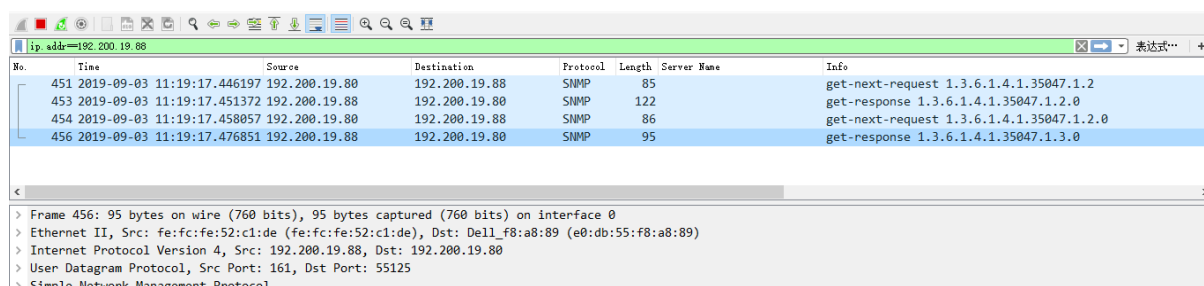 ip.addr==192.200.19.88 表达式… +
No. Time Source Destination Protocol Length Server Name Info
451 2019-09-03 11:19:17.446197 192.200.19.80 192.200.19.88 SNMP 85 get-next-request 1.3.6.1.4.1.35047.1.2
453 2019-09-03 11:19:17.451372 192.200.19.88 192.200.19.80 SNMP 122 get-response 1.3.6.1.4.1.35047.1.2.0
454 2019-09-03 11:19:17.458057 192.200.19.80 192.200.19.88 SNMP 86 get-next-request 1.3.6.1.4.1.35047.1.2.0
456 2019-09-03 11:19:17.476851 192.200.19.88 192.200.19.80 SNMP 95 get-response 1.3.6.1.4.1.35047.1.3.0
> Frame 456: 95 bytes on wire (760 bits), 95 bytes captured (760 bits) on interface 0
> Ethernet II, Src: fe:fc:fe:52:c1:de (fe:fc:fe:52:c1:de), Dst: Dell_f8:a8:89 (e0:db:55:f8:a8:89)
> Internet Protocol Version 4, Src: 192.200.19.88, Dst: 192.200.19.80
> User Datagram Protocol, Src Port: 161, Dst Port: 55125
> Simple Network Management Protocol